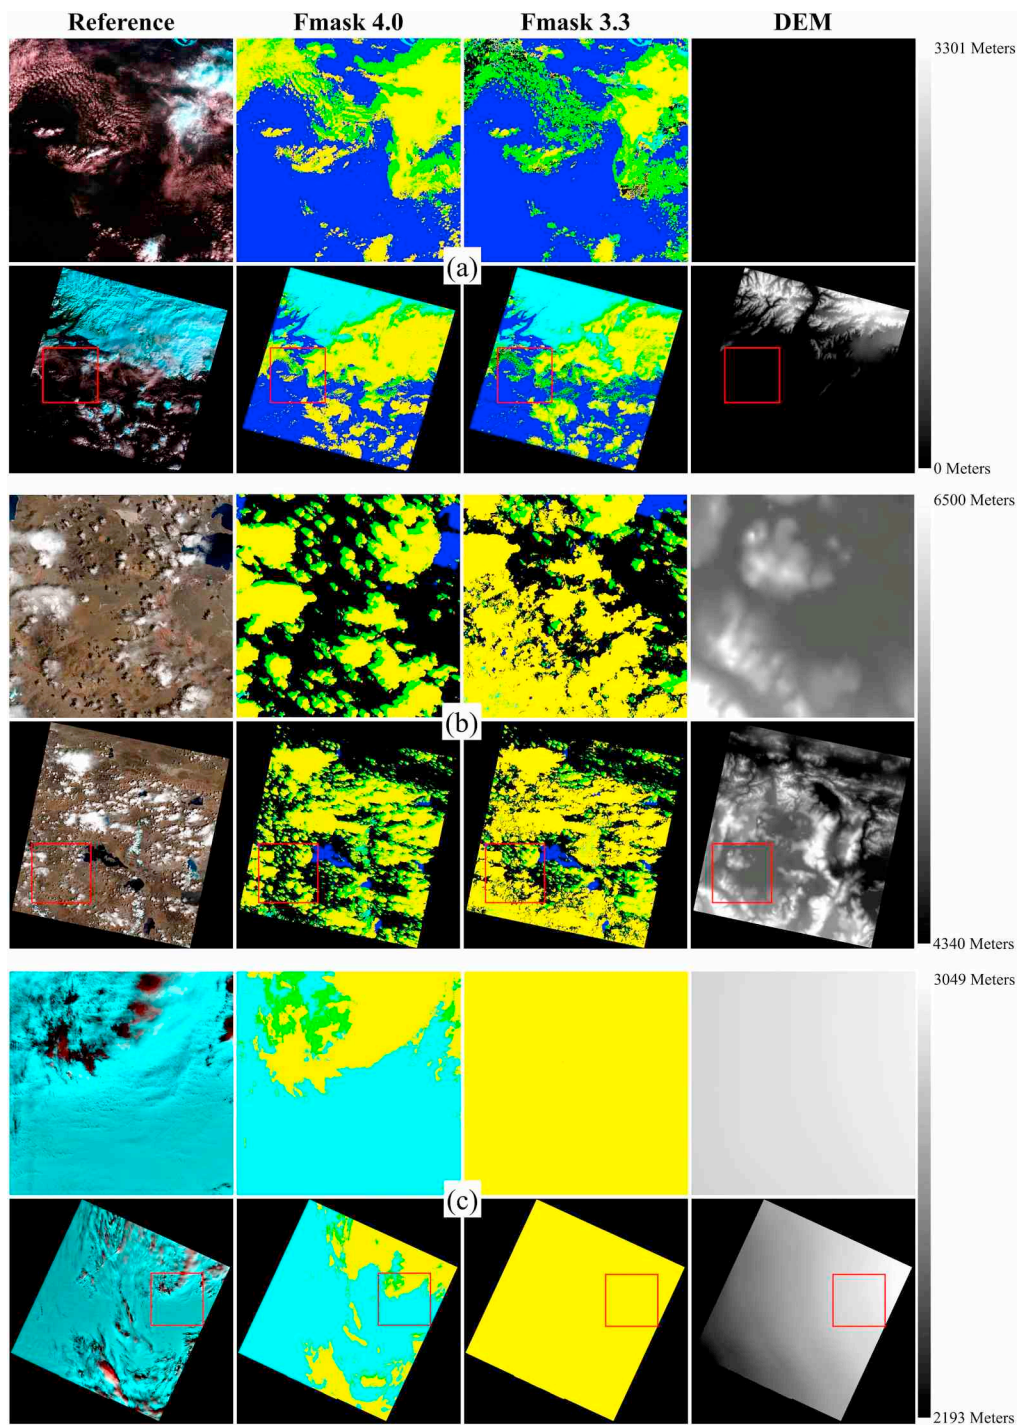 Reference Fmask 4.0 Fmask 3.3 DEM
3301 Meters
(a)
0 Meters
6500 Meters
(b)
4340 Meters
3049 Meters
(c)
2193 Meters